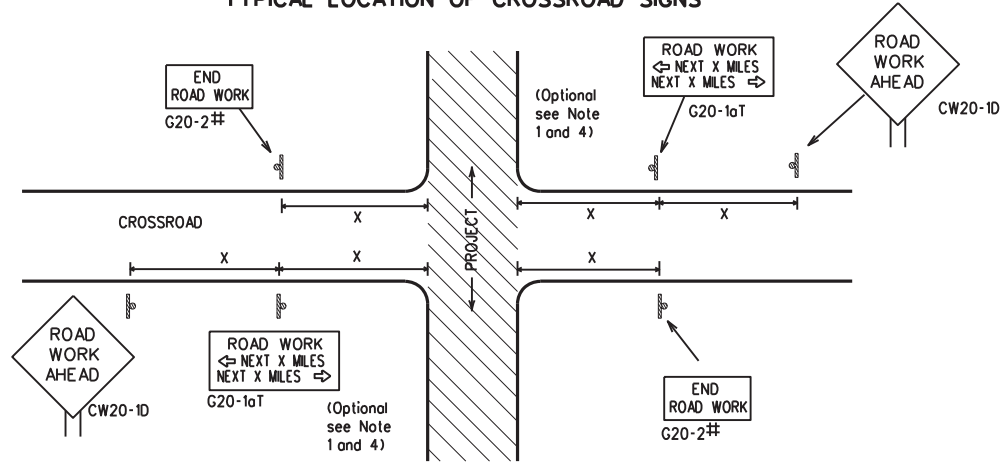 TYPICAL LOCATION OF CROSSROAD SIGNS
END
ROAD WORK
G20-2#
(Optional
see Note
1 and 4)
ROAD WORK
⇦ NEXT X MILES
NEXT X MILES ⇨
G20-1aT
ROAD
WORK
AHEAD
CW20-1D
X
X
X
CROSSROAD
PROJECT
X
X
X
ROAD
WORK
AHEAD
CW20-1D
ROAD WORK
⇦ NEXT X MILES
NEXT X MILES ⇨
G20-1aT
(Optional
see Note
1 and 4)
END
ROAD WORK
G20-2#